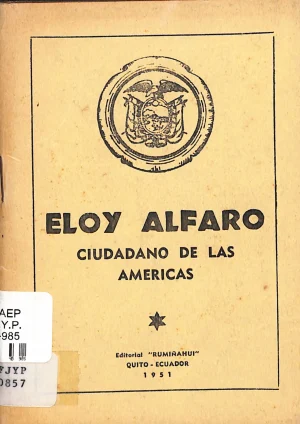 ELOY ALFARO
CIUDADANO DE LAS
AMERICAS
Editorial "RUMIÑAHUI"
QUITO - ECUADOR
1951
AEP
Y.P.
985
FJYP
0857